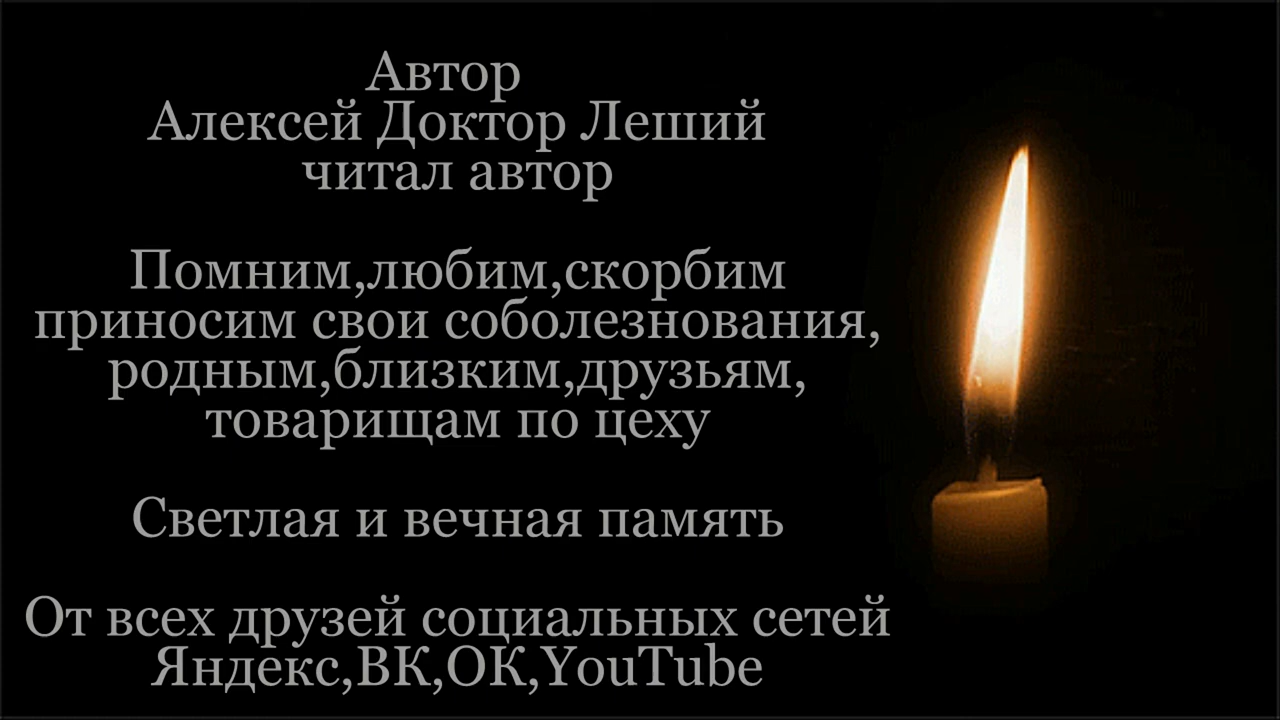 Автор
Алексей Доктор Леший
читал автор
Помним,любим,скорбим
приносим свои соболезнования,
родным,близким,друзьям,
товарищам по цеху
Светлая и вечная память
От всех друзей социальных сетей
Яндекс,ВК,ОК,YouTube